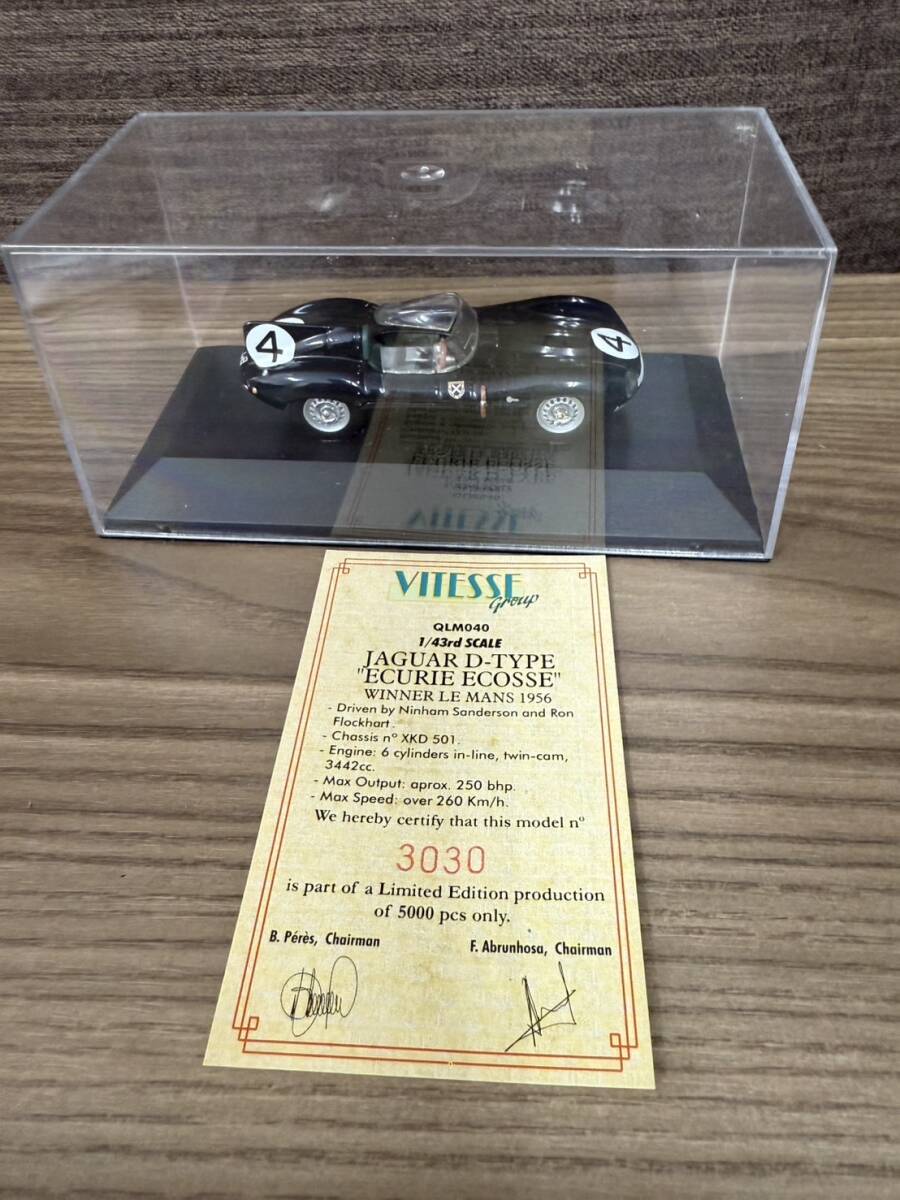 4
4
VITESSE
Group
QLM040
1/43rd SCALE
JAGUAR D-TYPE
"ECURIE ECOSSE"
WINNER LE MANS 1956
- Driven by Ninham Sanderson and Ron
Flockhart.
- Chassis nº XKD 501.
- Engine: 6 cylinders in-line, twin-cam,
3442cc.
- Max Output: aprox. 250 bhp.
- Max Speed: over 260 Km/h.
We hereby certify that this model nº
3030
is part of a Limited Edition production
of 5000 pcs only.
B. Pérès, Chairman F. Abrunhosa, Chairman